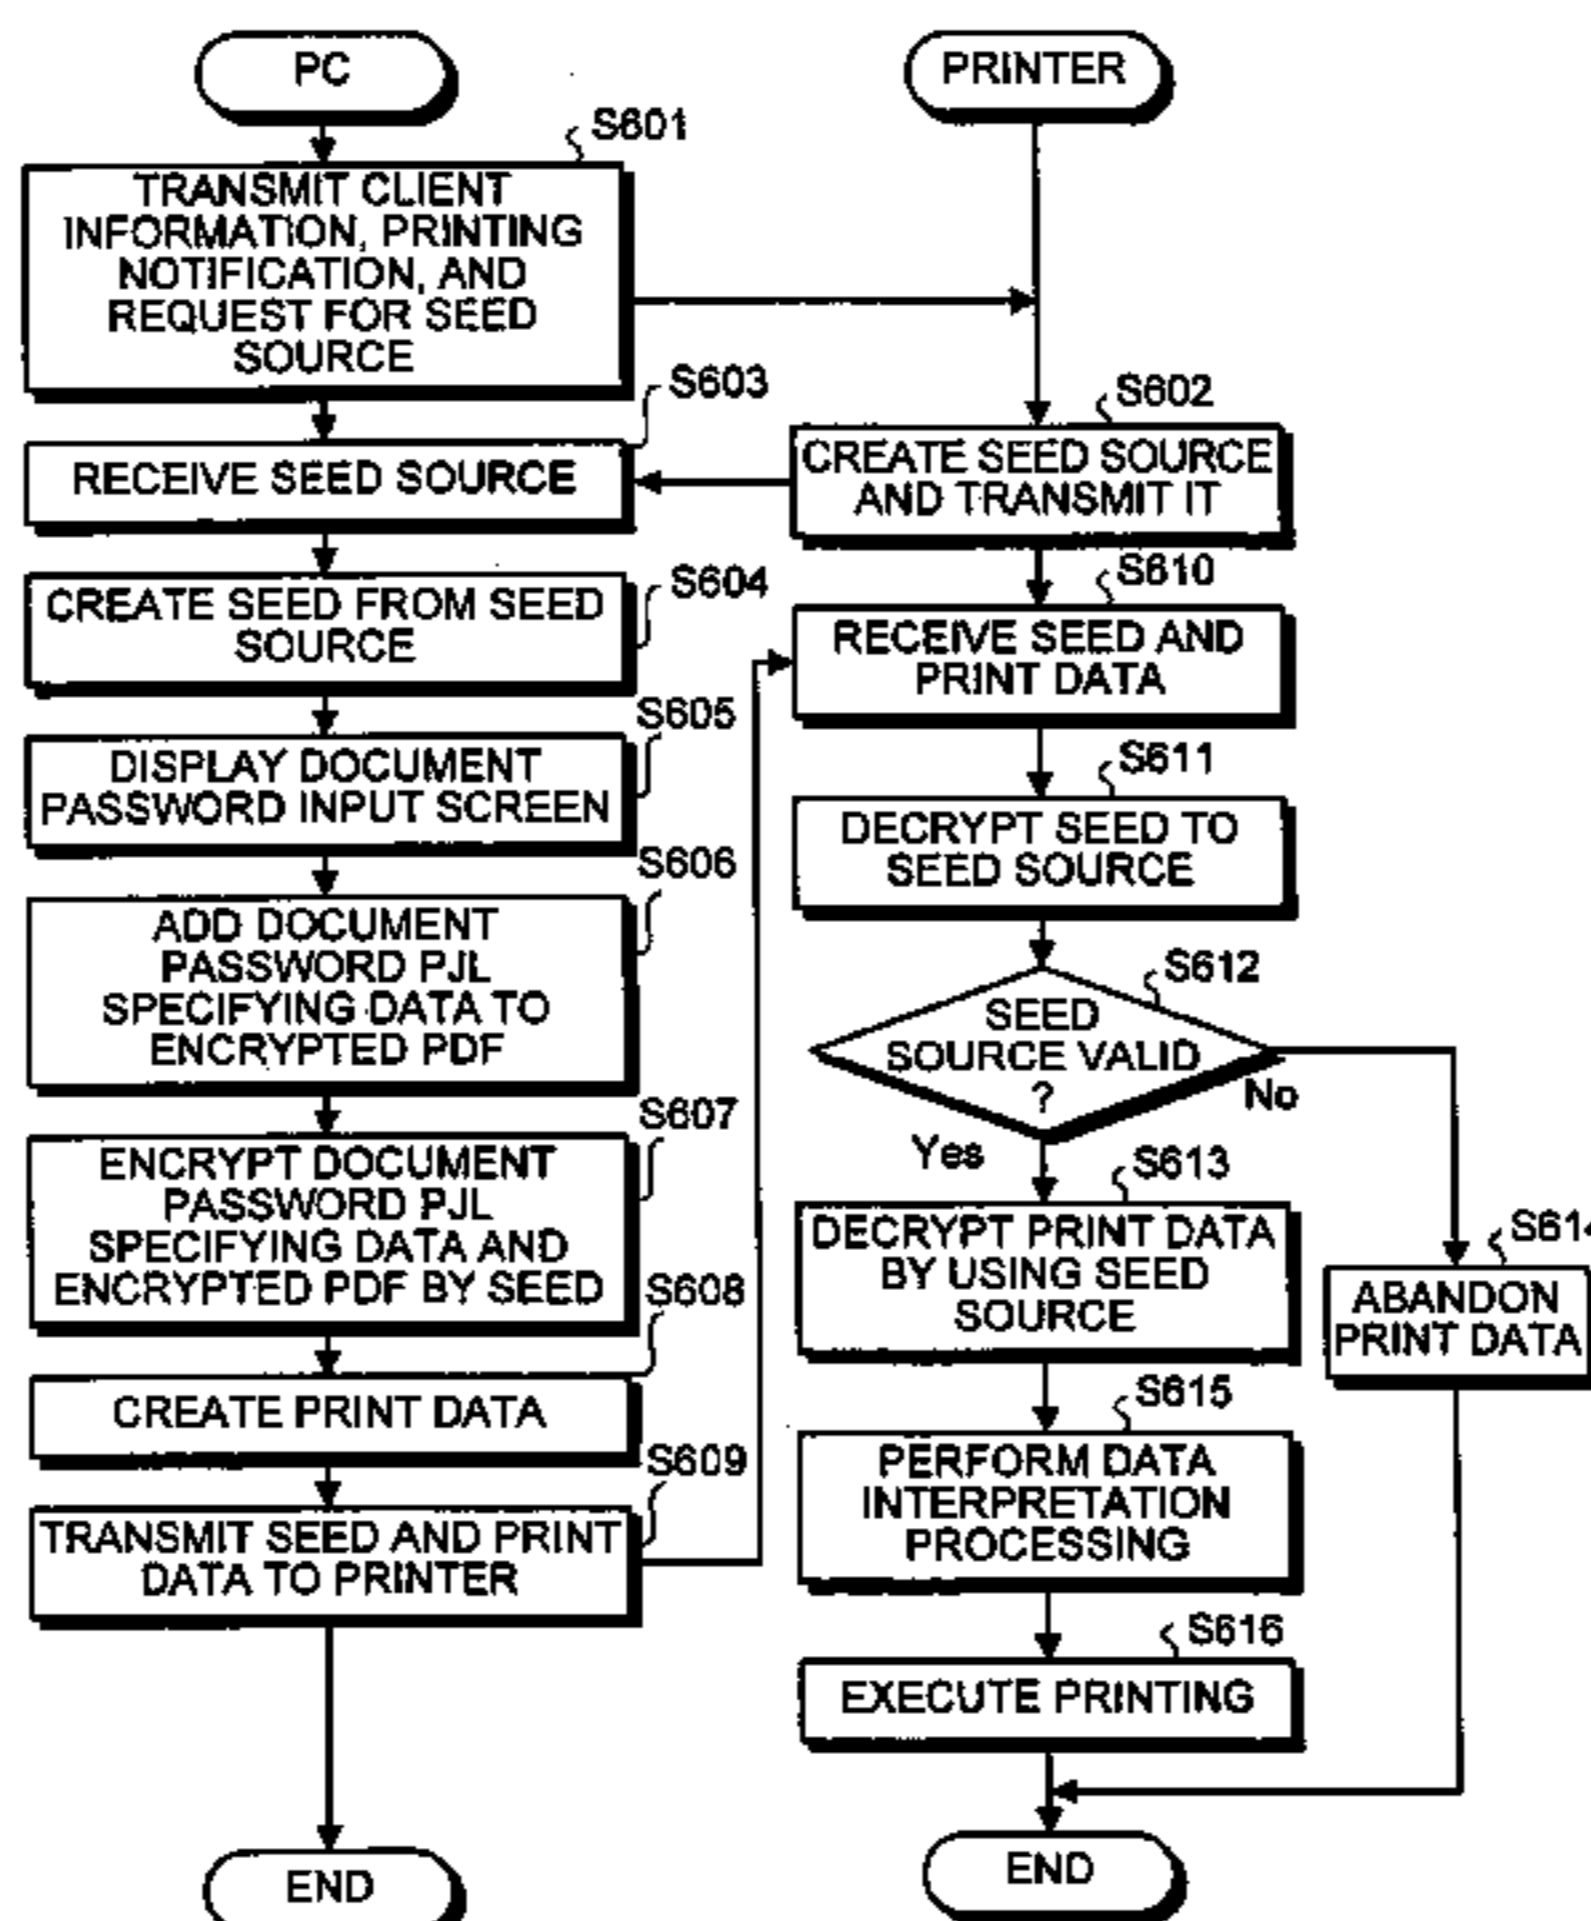 PC
S601
TRANSMIT CLIENT
INFORMATION, PRINTING
NOTIFICATION, AND
REQUEST FOR SEED
SOURCE
S603
RECEIVE SEED SOURCE
S604
CREATE SEED FROM SEED
SOURCE
S605
DISPLAY DOCUMENT
PASSWORD INPUT SCREEN
S606
ADD DOCUMENT
PASSWORD PJL
SPECIFYING DATA TO
ENCRYPTED PDF
S607
ENCRYPT DOCUMENT
PASSWORD PJL
SPECIFYING DATA AND
ENCRYPTED PDF BY SEED
S608
CREATE PRINT DATA
S609
TRANSMIT SEED AND PRINT
DATA TO PRINTER
END
PRINTER
S602
CREATE SEED SOURCE
AND TRANSMIT IT
S610
RECEIVE SEED AND
PRINT DATA
S611
DECRYPT SEED TO
SEED SOURCE
S612
SEED
SOURCE VALID
?
No
Yes
S613
DECRYPT PRINT DATA
BY USING SEED
SOURCE
S614
ABANDON
PRINT DATA
S615
PERFORM DATA
INTERPRETATION
PROCESSING
S616
EXECUTE PRINTING
END